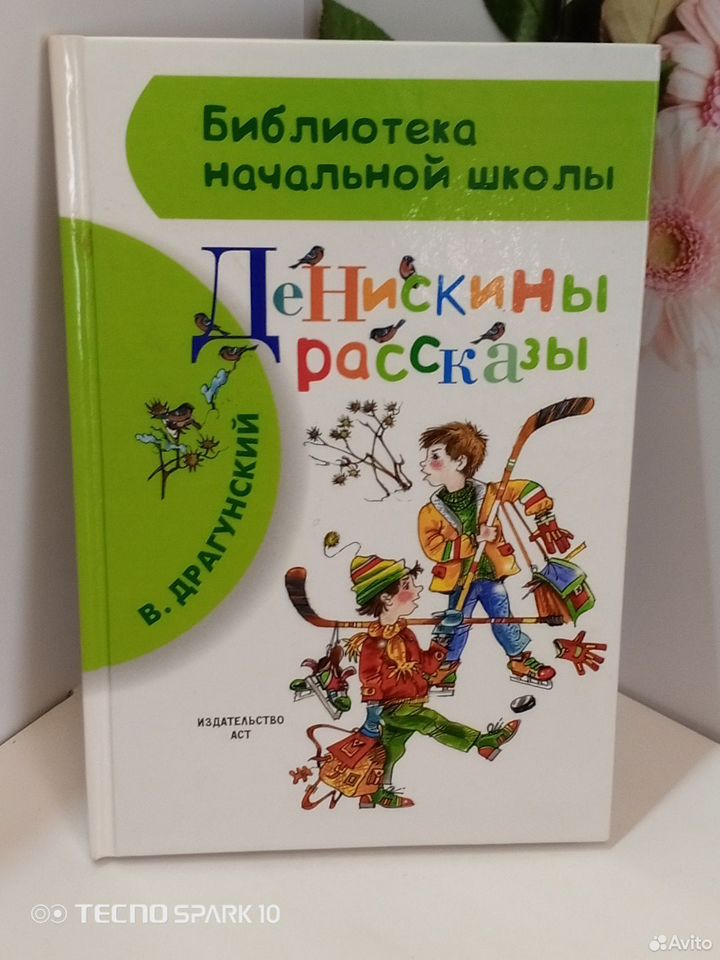 Библиотека
начальной школы
Денискины
рассказы
В. ДРАГУНСКИЙ
ИЗДАТЕЛЬСТВО
АСТ
TECNO SPARK 10
Avito